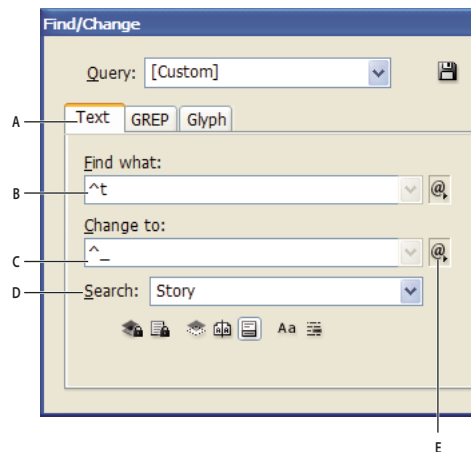 Find/Change
Query: [Custom]
A Text GREP Glyph
Find what:
B ^t @
Change to:
C ^_ @
D Search: Story
Aa
E